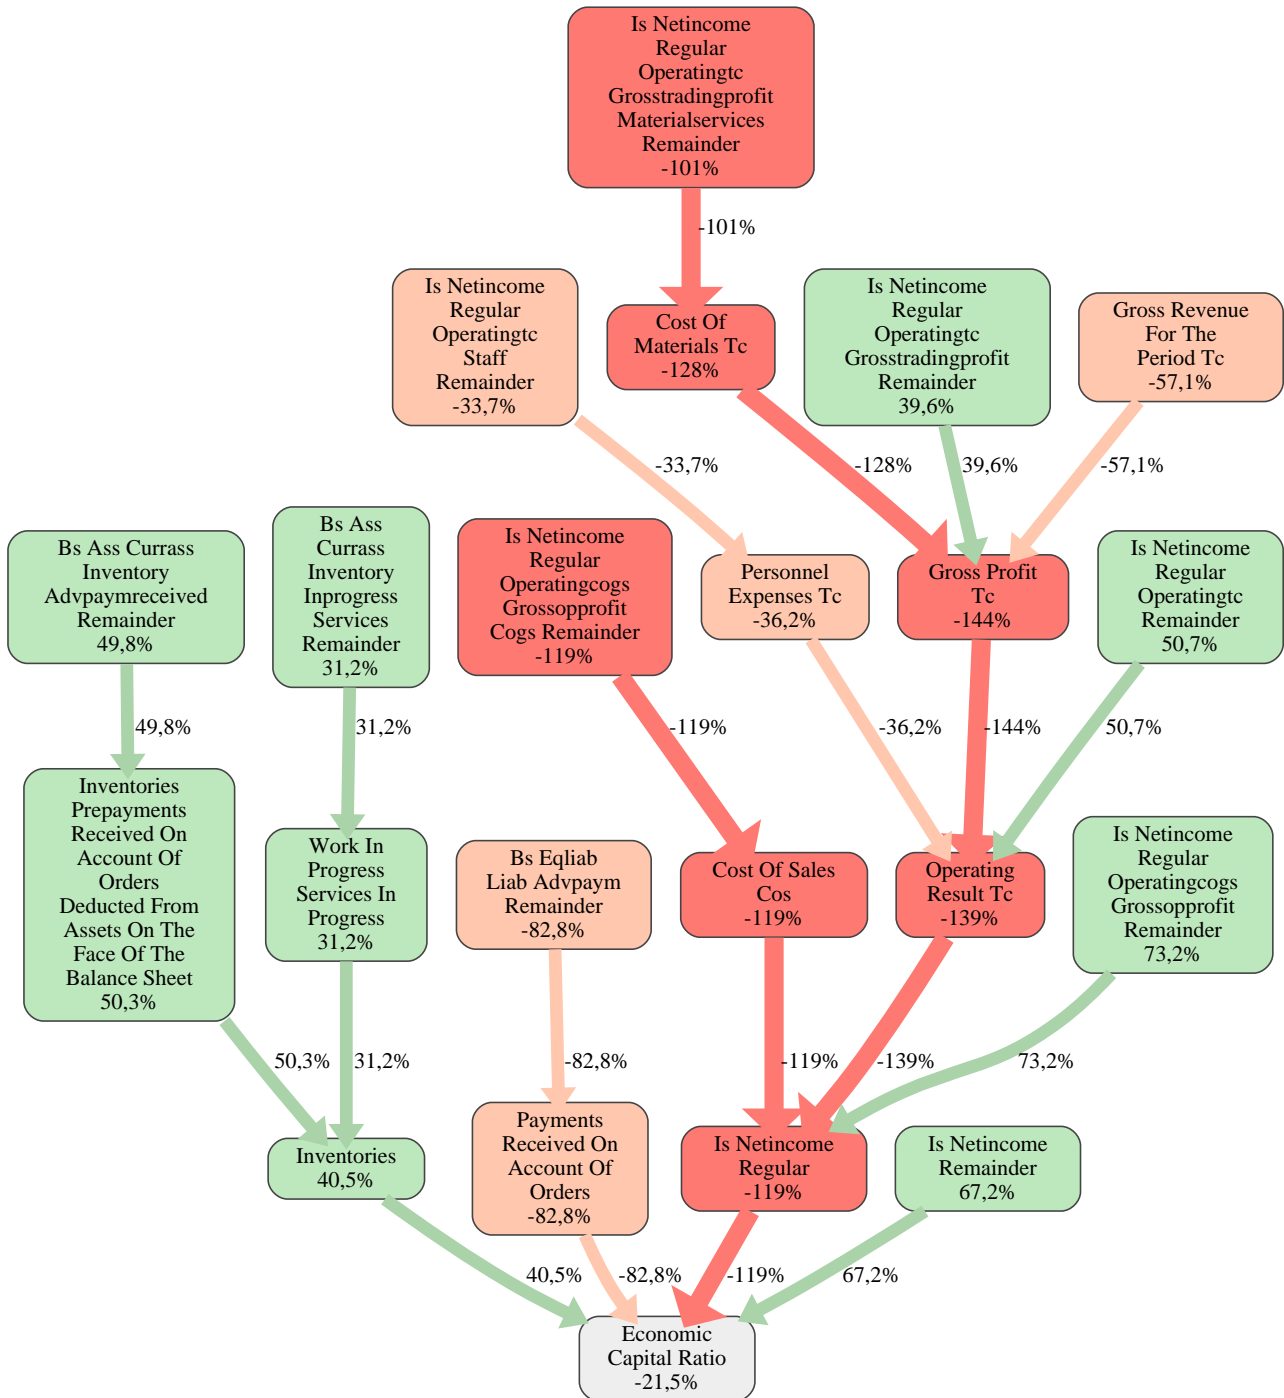 Is Netincome
Regular
Operatingtc
Grosstradingprofit
Materialservices
Remainder
-101%
-101%
Is Netincome
Regular
Operatingtc
Staff
Remainder
-33,7%
Cost Of
Materials Tc
-128%
Is Netincome
Regular
Operatingtc
Grosstradingprofit
Remainder
39,6%
Gross Revenue
For The
Period Tc
-57,1%
-33,7%
-128%
39,6%
-57,1%
Bs Ass Currass
Inventory
Advpaymreceived
Remainder
49,8%
Bs Ass
Currass
Inventory
Inprogress
Services
Remainder
31,2%
Is Netincome
Regular
Operatingcogs
Grossopprofit
Cogs Remainder
-119%
Personnel
Expenses Tc
-36,2%
Gross Profit
Tc
-144%
Is Netincome
Regular
Operatingtc
Remainder
50,7%
49,8%
31,2%
-119%
-36,2%
-144%
50,7%
Inventories
Prepayments
Received On
Account Of
Orders
Deducted From
Assets On The
Face Of The
Balance Sheet
50,3%
Work In
Progress
Services In
Progress
31,2%
Bs Eqliab
Liab Advpaym
Remainder
-82,8%
Cost Of Sales
Cos
-119%
Operating
Result Tc
-139%
Is Netincome
Regular
Operatingcogs
Grossopprofit
Remainder
73,2%
50,3%
31,2%
-82,8%
-119%
-139%
73,2%
Inventories
40,5%
Payments
Received On
Account Of
Orders
-82,8%
Is Netincome
Regular
-119%
Is Netincome
Remainder
67,2%
40,5%
-82,8%
-119%
67,2%
Economic
Capital Ratio
-21,5%